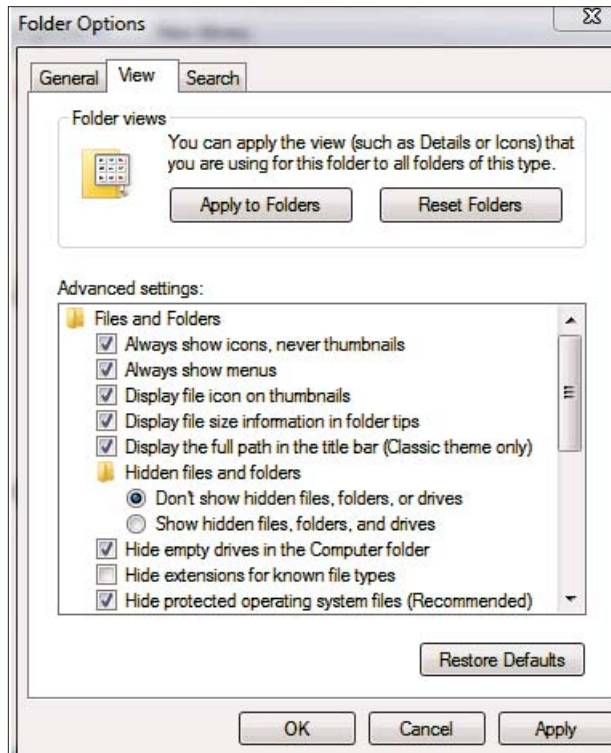 Folder Options
General
View
Search
Folder views
You can apply the view (such as Details or Icons) that
you are using for this folder to all folders of this type.
Apply to Folders
Reset Folders
Advanced settings:
Files and Folders
Always show icons, never thumbnails
Always show menus
Display file icon on thumbnails
Display file size information in folder tips
Display the full path in the title bar (Classic theme only)
Hidden files and folders
Don't show hidden files, folders, or drives
Show hidden files, folders, and drives
Hide empty drives in the Computer folder
Hide extensions for known file types
Hide protected operating system files (Recommended)
Restore Defaults
OK
Cancel
Apply